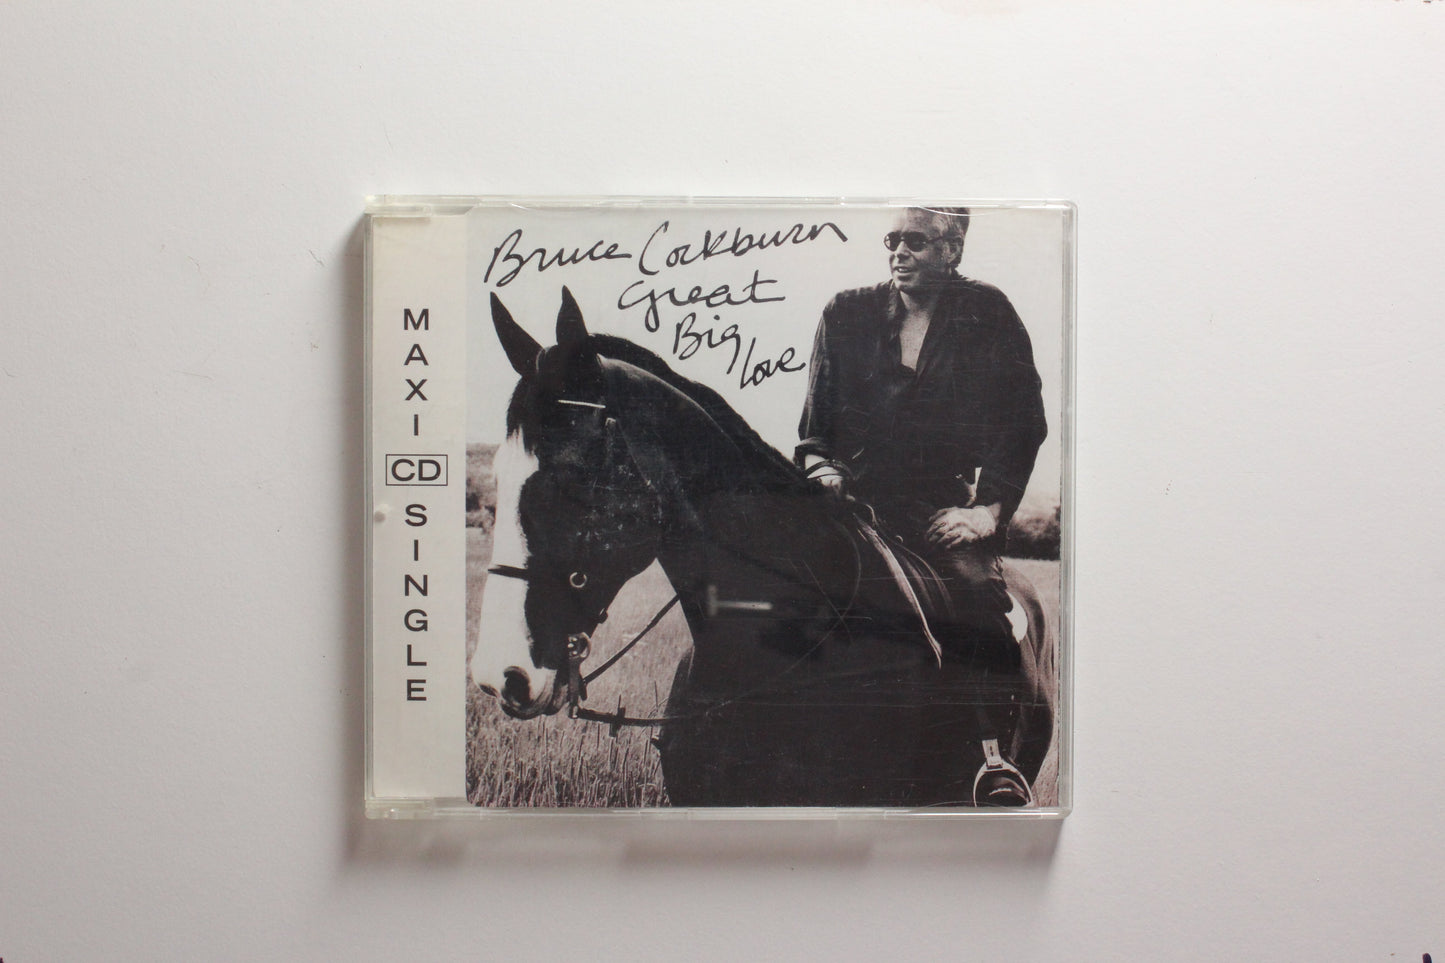 MAXI CD SINGLE
Bruce Cockburn
Great
Big
love